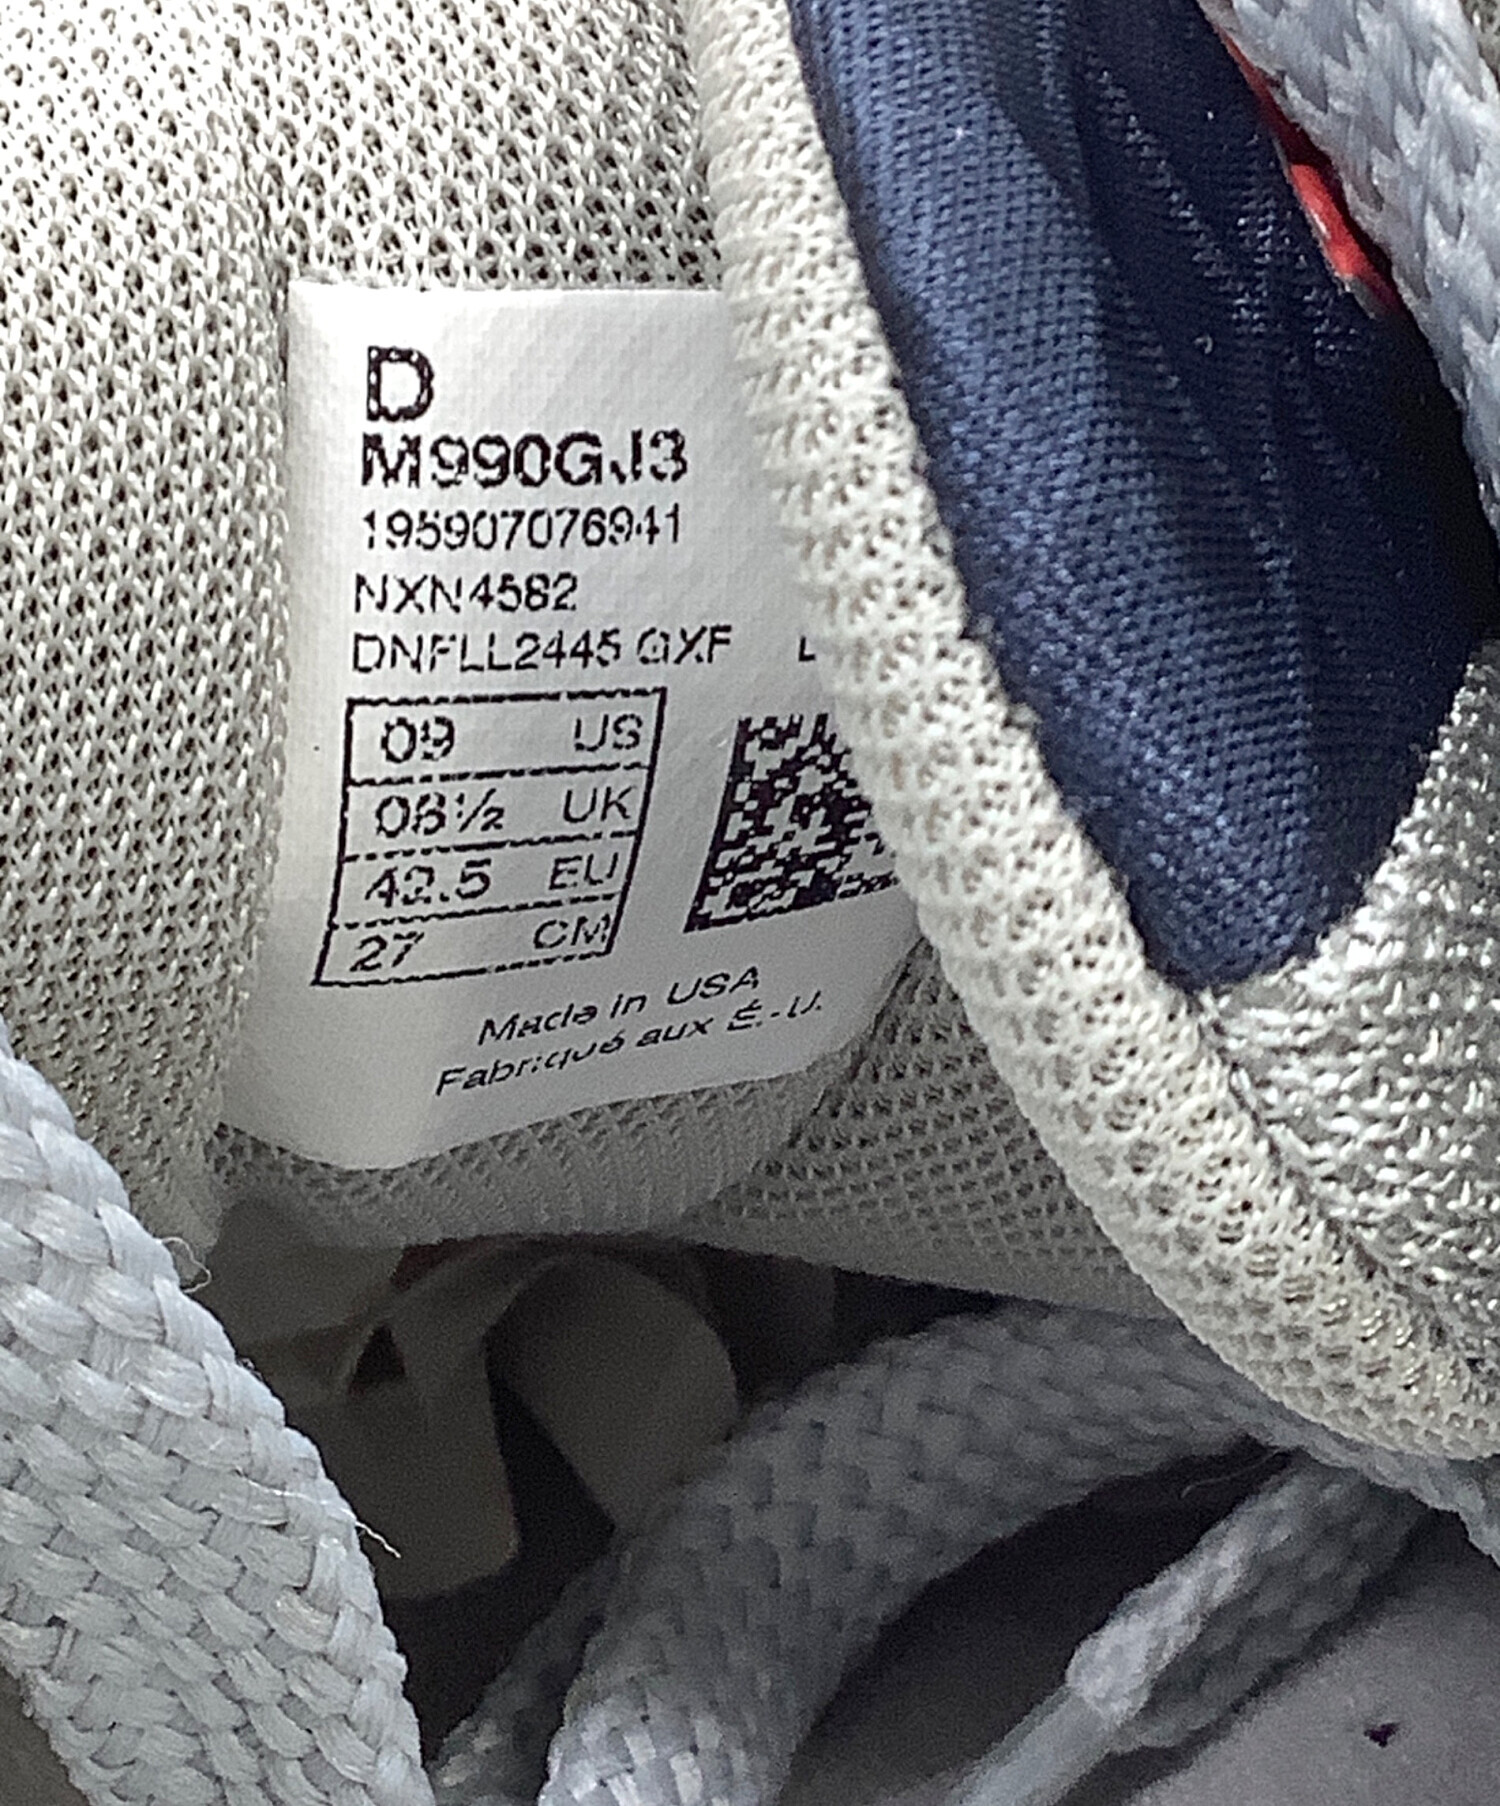 D
M990GJ3
195907076941
NXN4582
DNFLL2445 GXF L
09 US
08½ UK
42.5 EU
27 CM
Made in USA
Fabriqué aux É.-U.